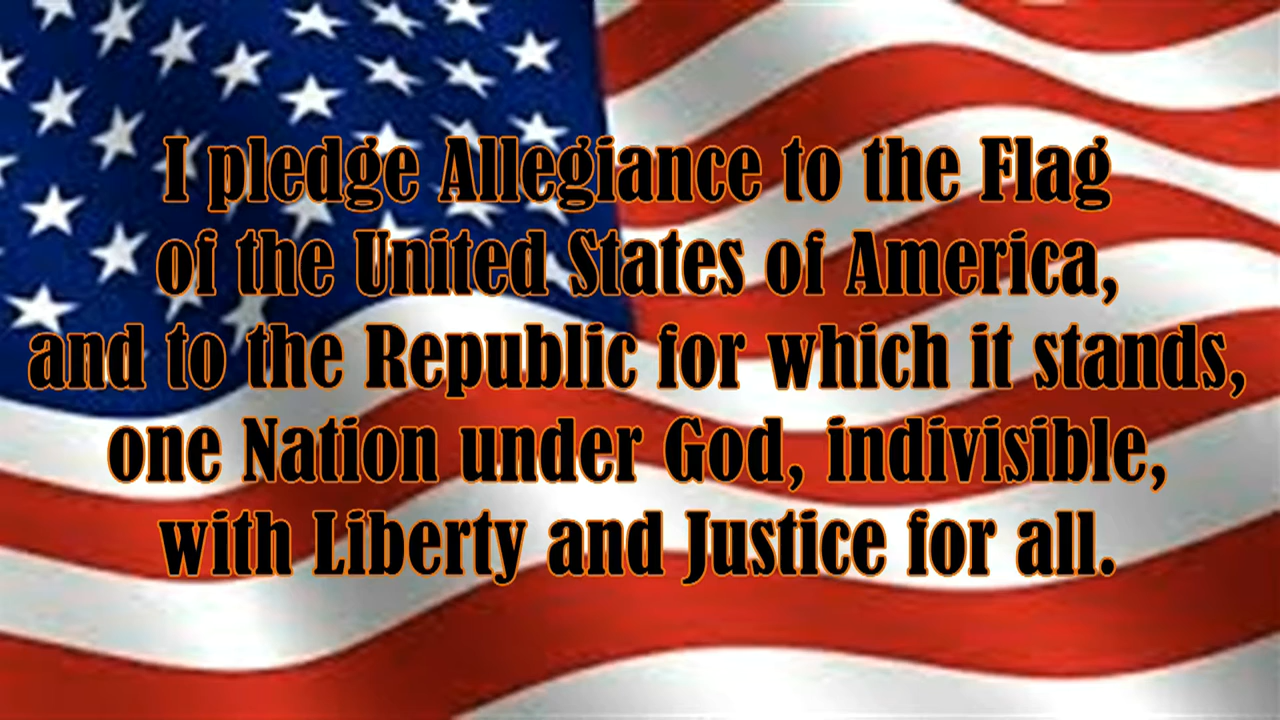 I pledge Allegiance to the Flag
of the United States of America,
and to the Republic for which it stands,
one Nation under God, indivisible,
with Liberty and Justice for all.